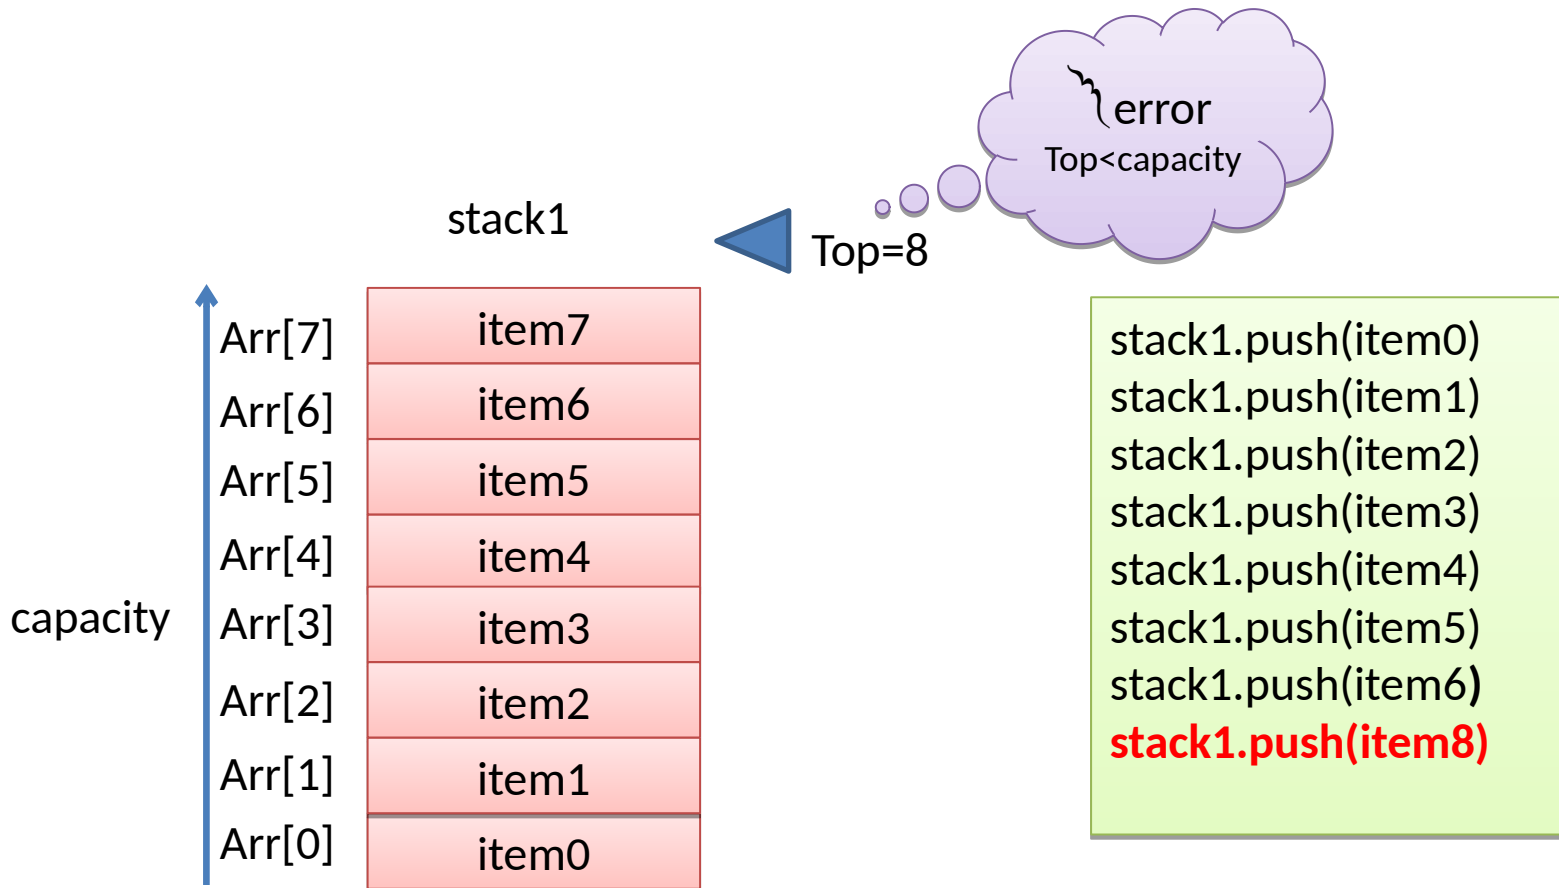 error
Top<capacity
stack1
Top=8
Arr[7]
item7
Arr[6]
item6
Arr[5]
item5
Arr[4]
item4
capacity
Arr[3]
item3
Arr[2]
item2
Arr[1]
item1
Arr[0]
item0
stack1.push(item0)
stack1.push(item1)
stack1.push(item2)
stack1.push(item3)
stack1.push(item4)
stack1.push(item5)
stack1.push(item6)
stack1.push(item8)